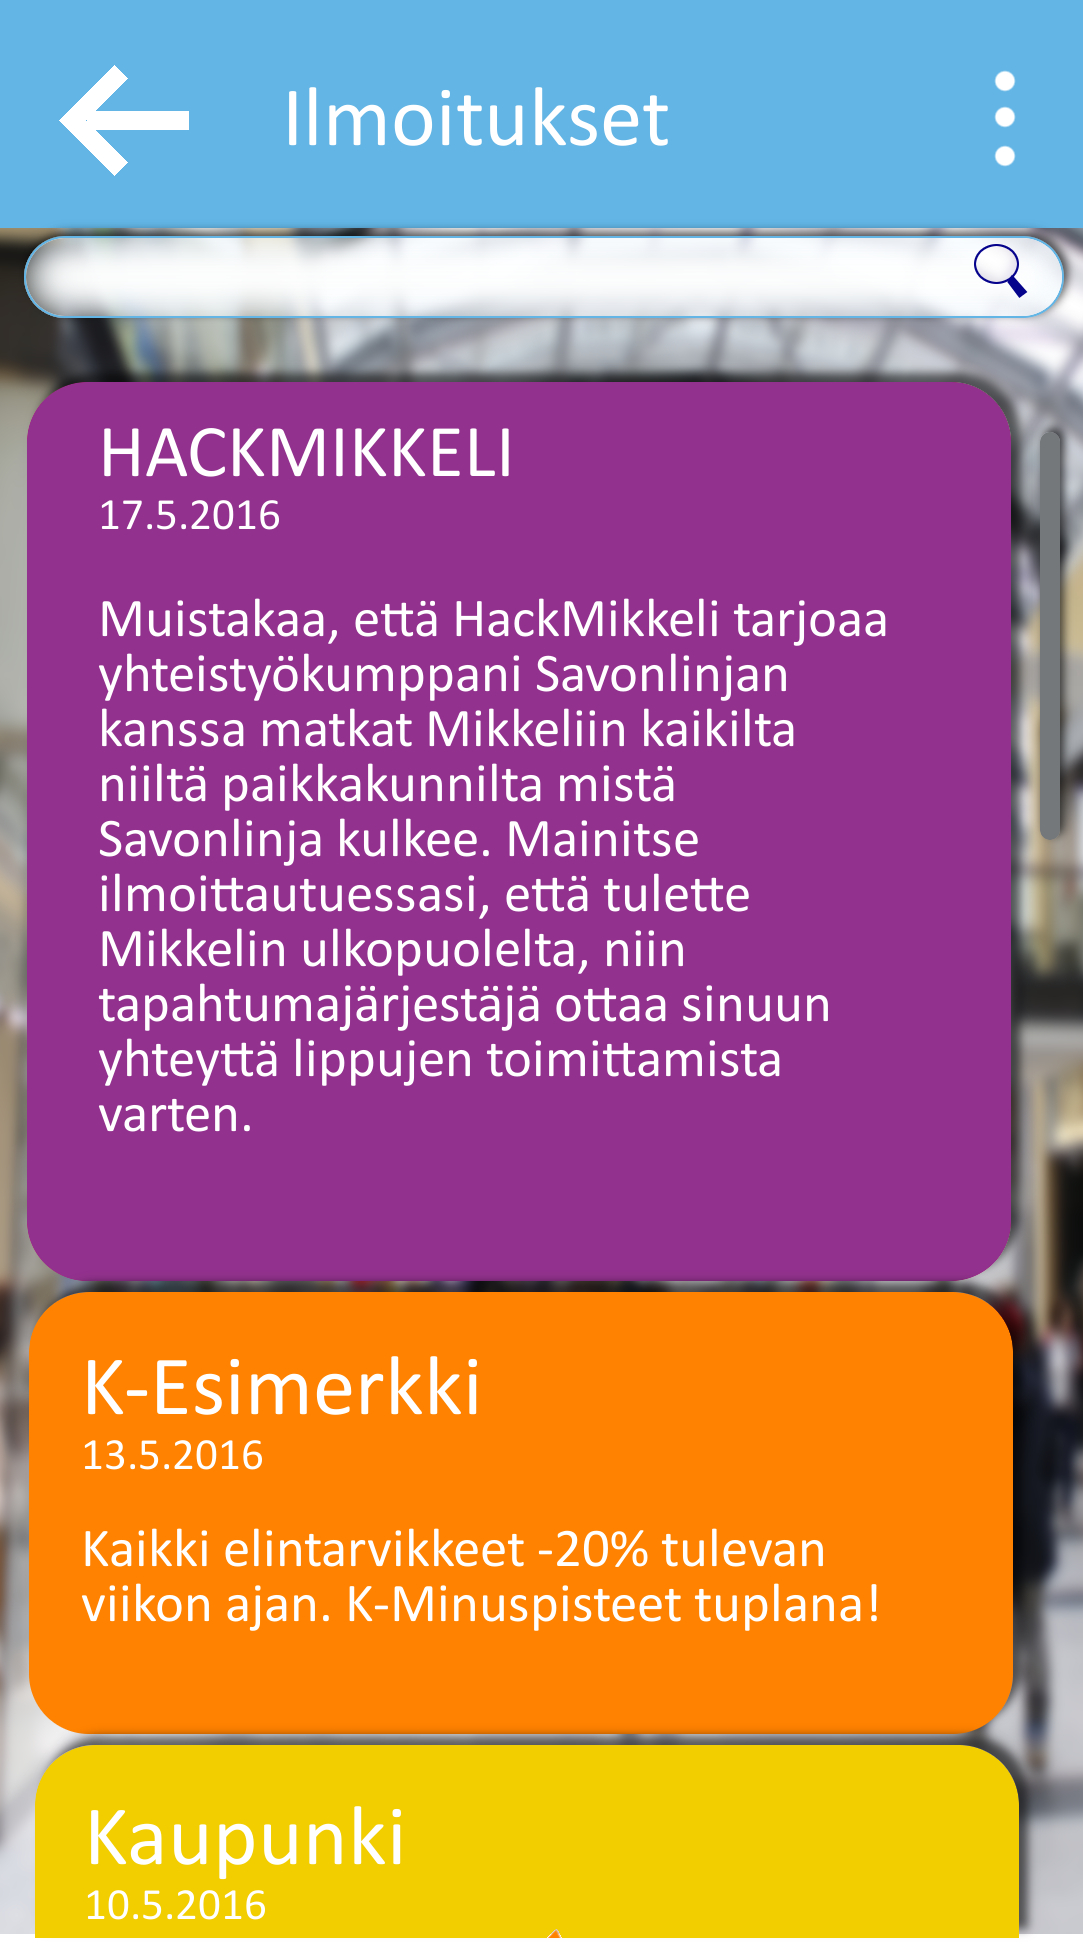 Ilmoitukset
HACKMIKKELI
17.5.2016
Muistakaa, että HackMikkeli tarjoaa
yhteistyökumppani Savonlinjan
kanssa matkat Mikkeliin kaikilta
niiltä paikkakunnilta mistä
Savonlinja kulkee. Mainitse
ilmoittautuessasi, että tulette
Mikkelin ulkopuolelta, niin
tapahtumajärjestäjä ottaa sinuun
yhteyttä lippujen toimittamista
varten.
K-Esimerkki
13.5.2016
Kaikki elintarvikkeet -20% tulevan
viikon ajan. K-Minuspisteet tuplana!
Kaupunki
10.5.2016